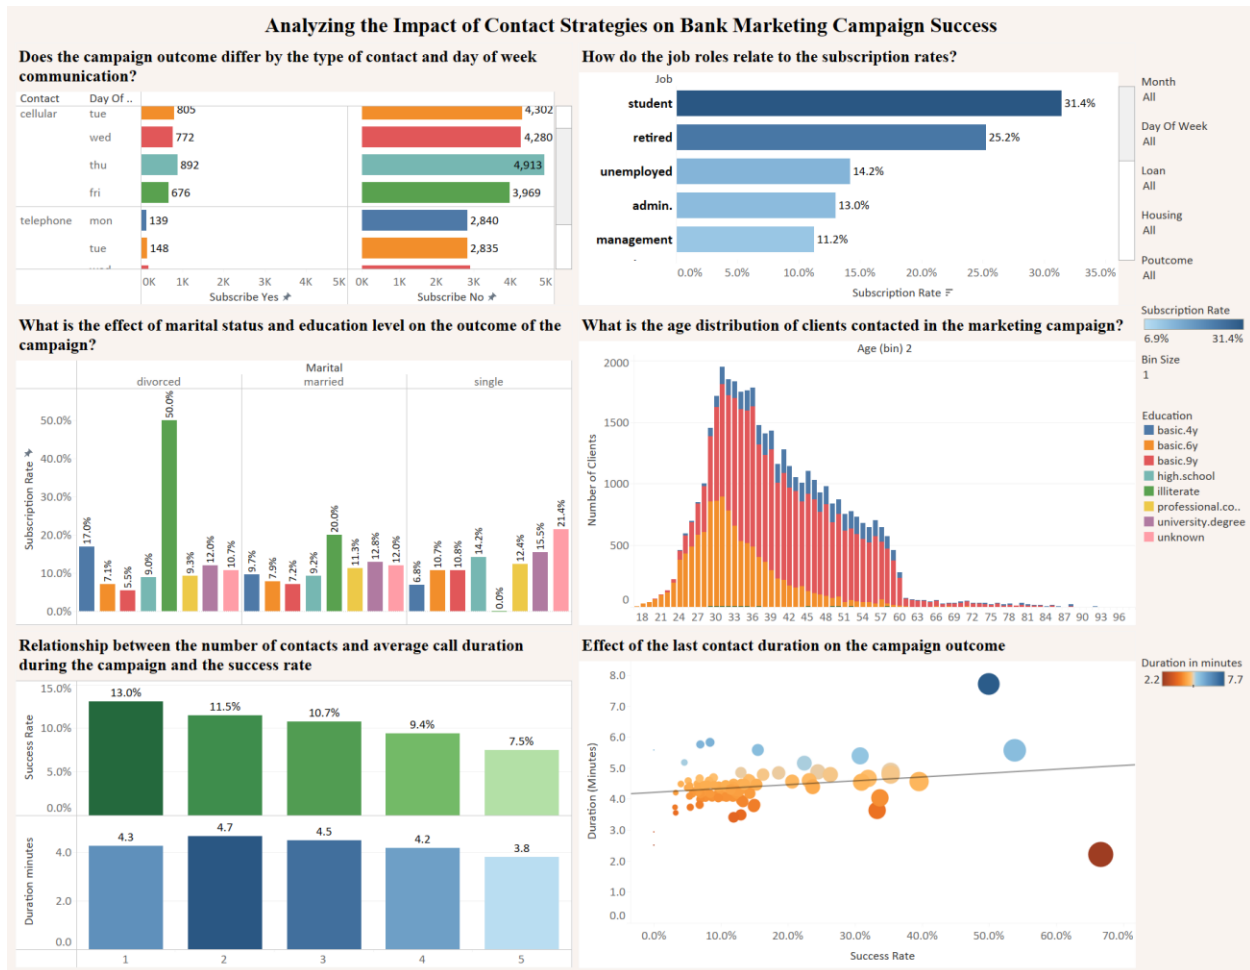 Analyzing the Impact of Contact Strategies on Bank Marketing Campaign Success
Does the campaign outcome differ by the type of contact and day of week
communication?
Contact Day Of ..
cellular tue 805 4,302
wed 772 4,280
thu 892 4,913
fri 676 3,969
telephone mon 139 2,840
tue 148 2,835
0K 1K 2K 3K 4K 5K 0K 1K 2K 3K 4K 5K
Subscribe Yes Subscribe No
How do the job roles relate to the subscription rates?
Job
student 31.4%
retired 25.2%
unemployed 14.2%
admin. 13.0%
management 11.2%
0.0% 5.0% 10.0% 15.0% 20.0% 25.0% 30.0% 35.0%
Subscription Rate
Month
All
Day Of Week
All
Loan
All
Housing
All
Poutcome
All
Subscription Rate
6.9% 31.4%
Bin Size
1
Education
basic.4y
basic.6y
basic.9y
high.school
illiterate
professional.co..
university.degree
unknown
What is the effect of marital status and education level on the outcome of the
campaign?
Marital
divorced married single
Subscription Rate
50.0%
40.0%
30.0%
20.0%
10.0%
0.0%
17.0% 7.1% 5.5% 9.0% 50.0% 9.3% 12.0% 10.7% 9.7% 7.9% 7.2% 9.2% 20.0% 11.3% 12.8% 12.0% 6.8% 10.7% 10.8% 14.2% 0.0% 12.4% 15.5% 21.4%
What is the age distribution of clients contacted in the marketing campaign?
Age (bin) 2
Number of Clients
2000
1500
1000
500
0
18 21 24 27 30 33 36 39 42 45 48 51 54 57 60 63 66 69 72 75 78 81 84 87 90 93 96
Relationship between the number of contacts and average call duration
during the campaign and the success rate
Success Rate
15.0%
10.0%
5.0%
0.0%
13.0% 11.5% 10.7% 9.4% 7.5%
Duration minutes
4.0
2.0
0.0
4.3 4.7 4.5 4.2 3.8
1 2 3 4 5
Effect of the last contact duration on the campaign outcome
Duration (Minutes)
8.0
7.0
6.0
5.0
4.0
3.0
2.0
1.0
0.0
0.0% 10.0% 20.0% 30.0% 40.0% 50.0% 60.0% 70.0%
Success Rate
Duration in minutes
2.2 7.7